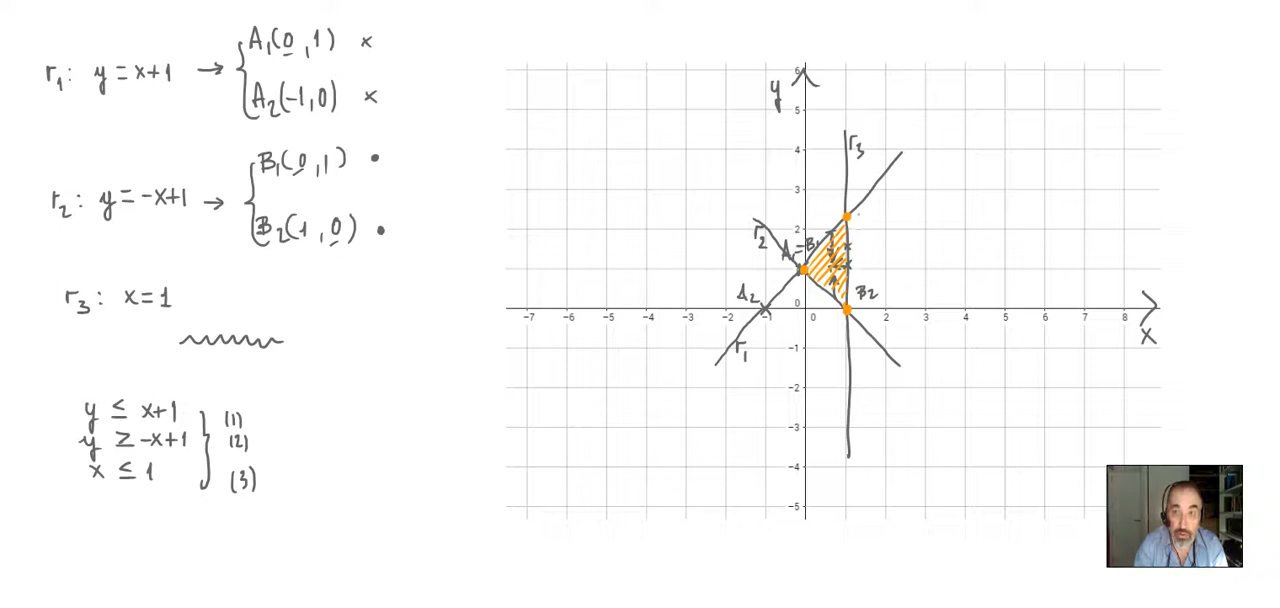 r1: y = x+1 → A1(0,1) x
A2(-1,0) x
r2: y = -x+1 → B1(0,1) •
B2(1,0) •
r3: x = 1
y ≤ x+1 (1)
y ≥ -x+1 (2)
x ≤ 1 (3)
y
6
5
4
3
2
1
0
-1
-2
-3
-4
-5
r3
r2
A1=B1
A2
B2
r1
-7 -6 -5 -4 -3 -2 -1 0 1 2 3 4 5 6 7 8
x